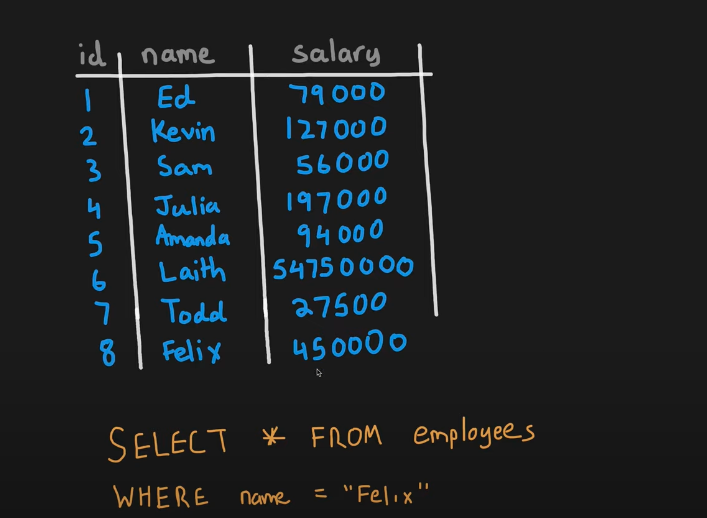 id name salary
1 Ed 79000
2 Kevin 127000
3 Sam 56000
4 Julia 197000
5 Amanda 94000
6 Laith 54750000
7 Todd 27500
8 Felix 450000
SELECT * FROM employees
WHERE name = "Felix"